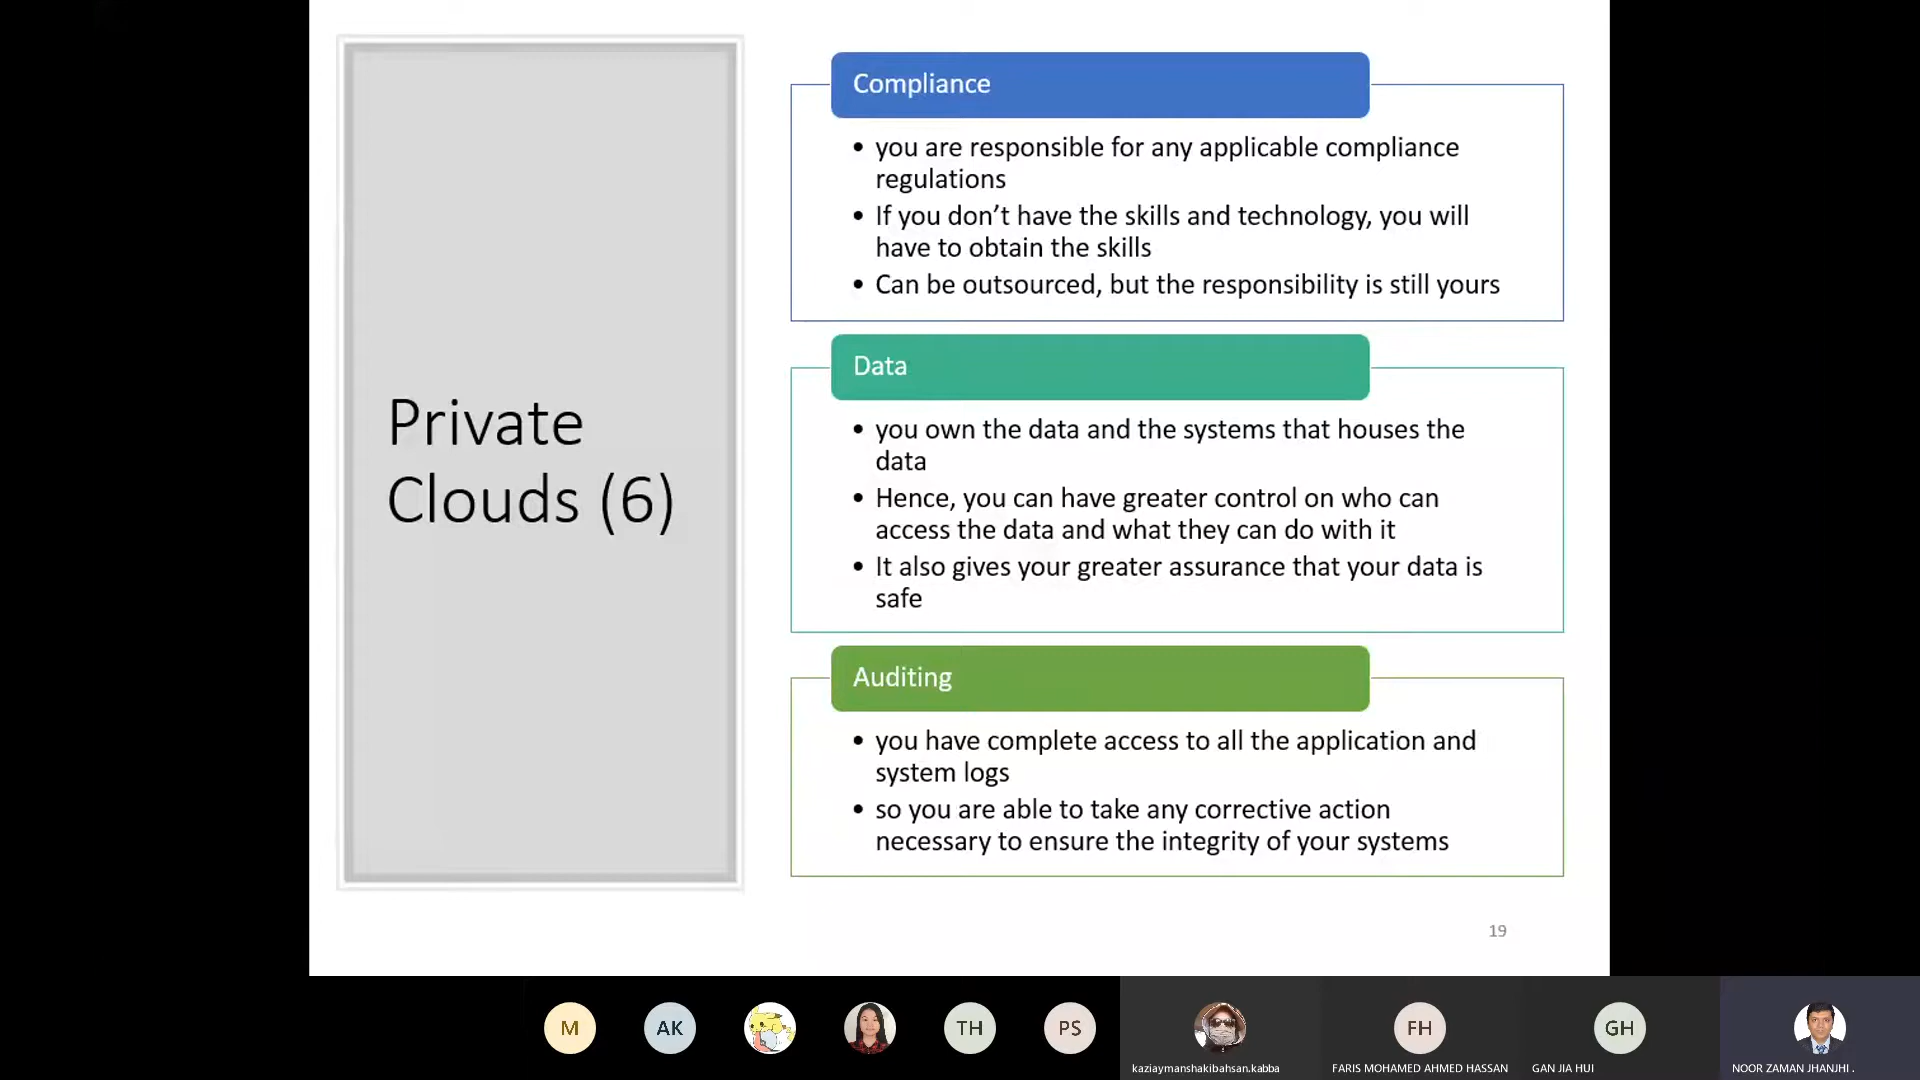 Private
Clouds (6)
Compliance
• you are responsible for any applicable compliance
regulations
• If you don’t have the skills and technology, you will
have to obtain the skills
• Can be outsourced, but the responsibility is still yours
Data
• you own the data and the systems that houses the
data
• Hence, you can have greater control on who can
access the data and what they can do with it
• It also gives your greater assurance that your data is
safe
Auditing
• you have complete access to all the application and
system logs
• so you are able to take any corrective action
necessary to ensure the integrity of your systems
19
M
AK
TH
PS
FH
GH
kaziaymanshakibahsan.kabba
FARIS MOHAMED AHMED HASSAN
GAN JIA HUI
NOOR ZAMAN JHANJHI .